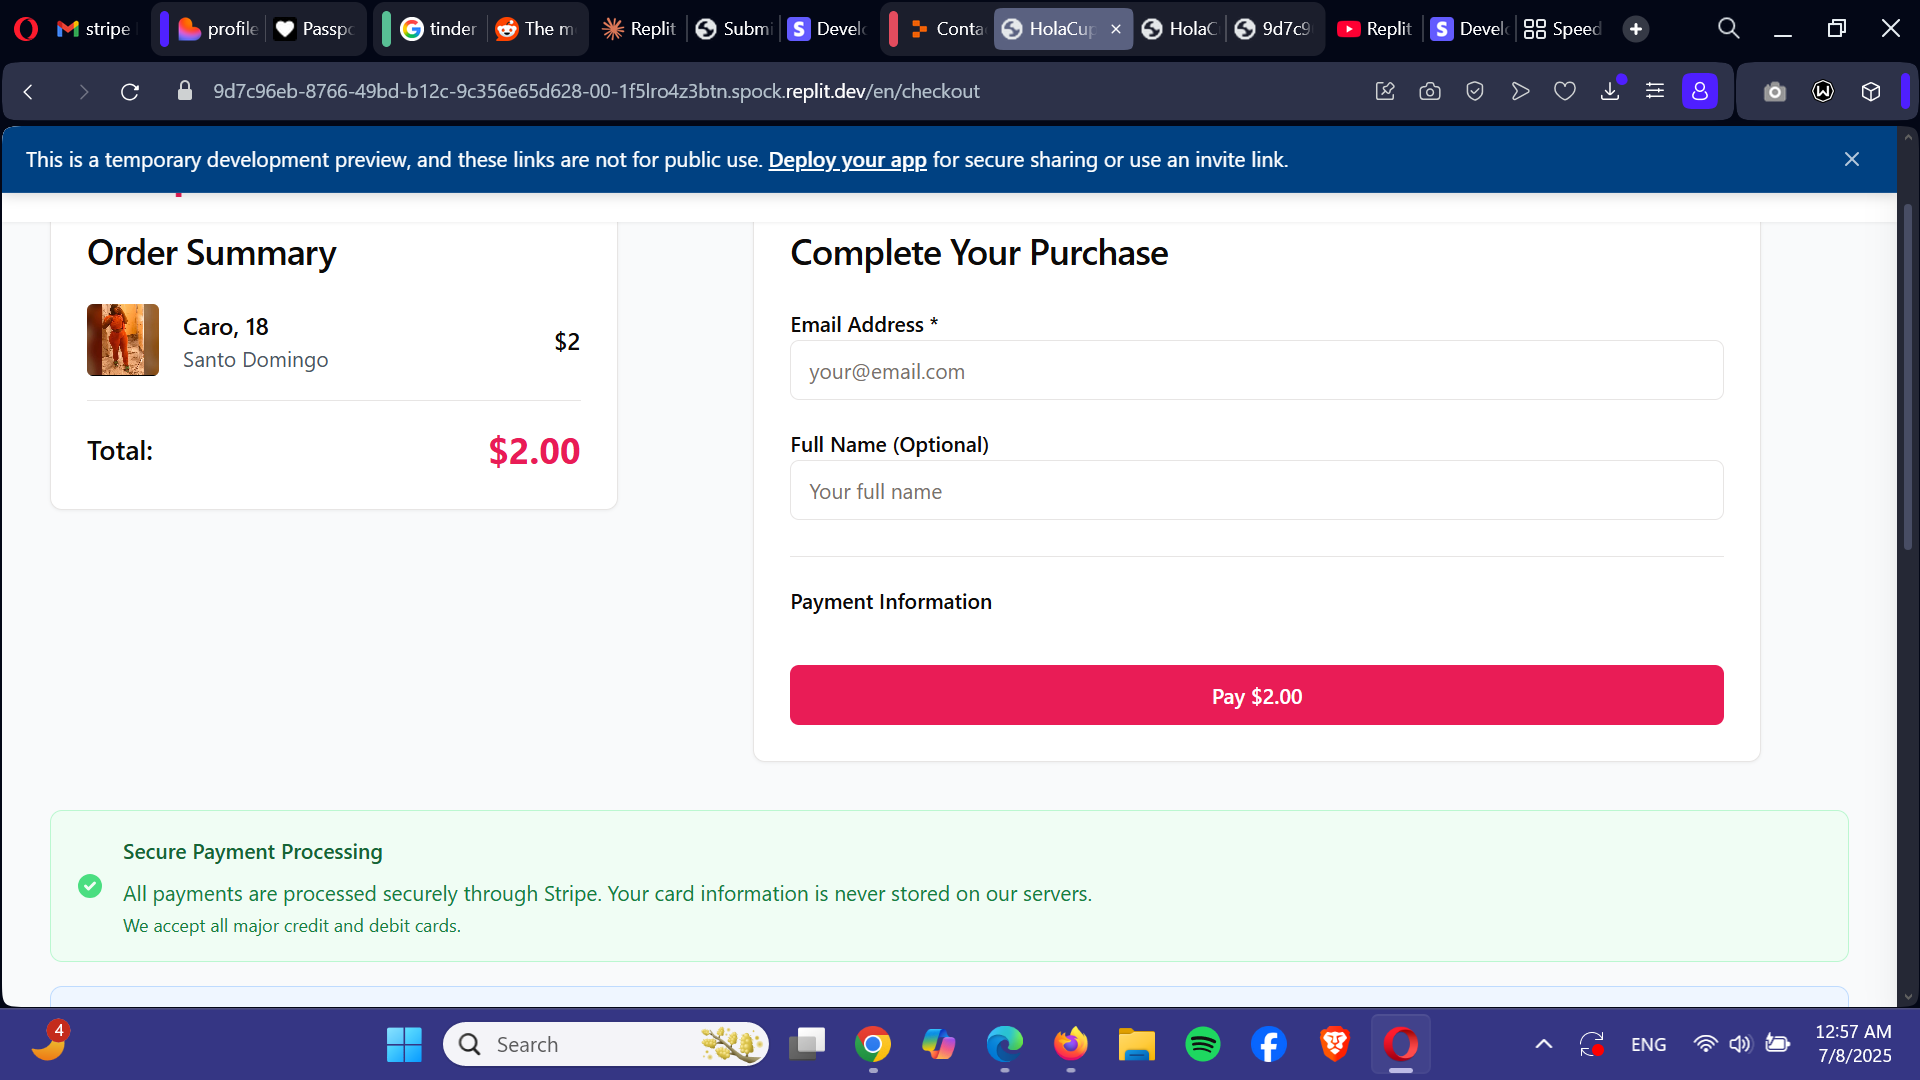 stripe
profile
Passpo
tinder
The m
Replit
Submi
S
Develo
Conta
HolaCup
HolaC
9d7c9
Replit
S
Develo
Speed
9d7c96eb-8766-49bd-b12c-9c356e65d628-00-1f5lro4z3btn.spock.replit.dev/en/checkout
This is a temporary development preview, and these links are not for public use. Deploy your app for secure sharing or use an invite link.
Order Summary
Caro, 18
Santo Domingo
$2
Total:
$2.00
Complete Your Purchase
Email Address *
your@email.com
Full Name (Optional)
Your full name
Payment Information
Pay $2.00
Secure Payment Processing
All payments are processed securely through Stripe. Your card information is never stored on our servers.
We accept all major credit and debit cards.
4
Search
ENG
12:57 AM
7/8/2025